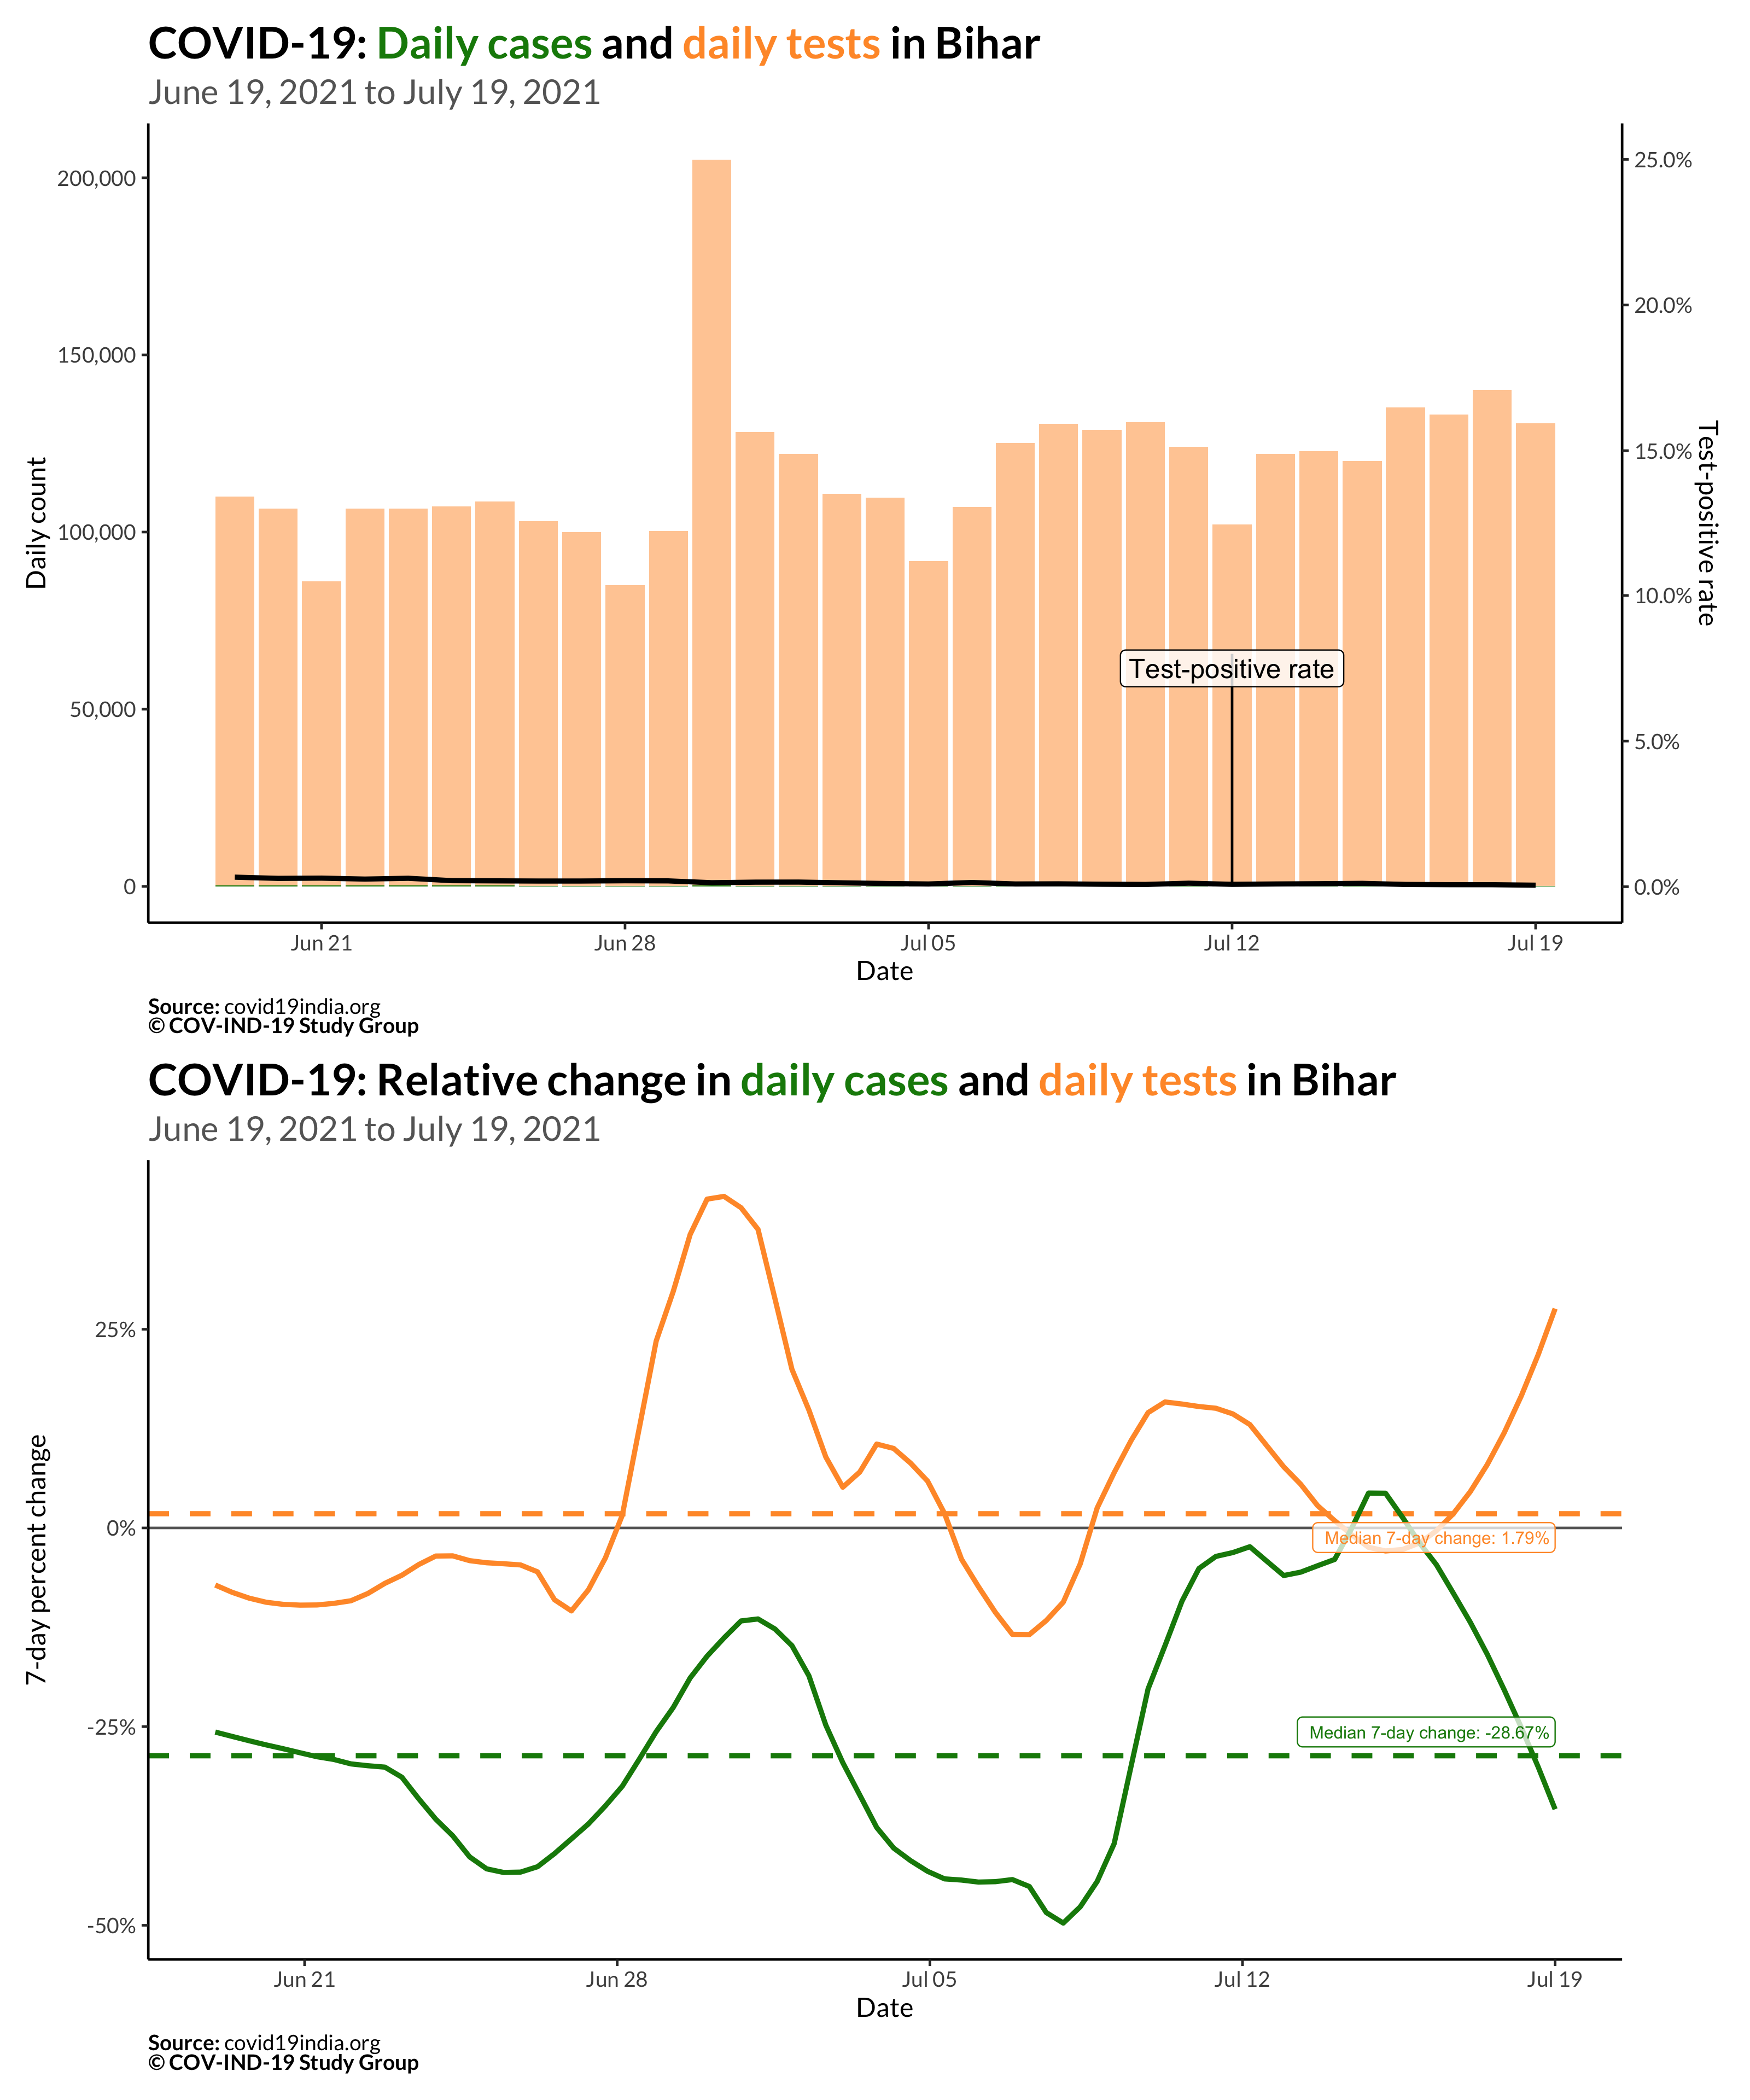 COVID-19: Daily cases and daily tests in Bihar
June 19, 2021 to July 19, 2021
200,000
150,000
100,000
50,000
0
Daily count
25.0%
20.0%
15.0%
10.0%
5.0%
0.0%
Test-positive rate
Test-positive rate
Jun 21
Jun 28
Jul 05
Jul 12
Jul 19
Date
Source: covid19india.org
© COV-IND-19 Study Group
COVID-19: Relative change in daily cases and daily tests in Bihar
June 19, 2021 to July 19, 2021
25%
0%
-25%
-50%
7-day percent change
Median 7-day change: 1.79%
Median 7-day change: -28.67%
Jun 21
Jun 28
Jul 05
Jul 12
Jul 19
Date
Source: covid19india.org
© COV-IND-19 Study Group